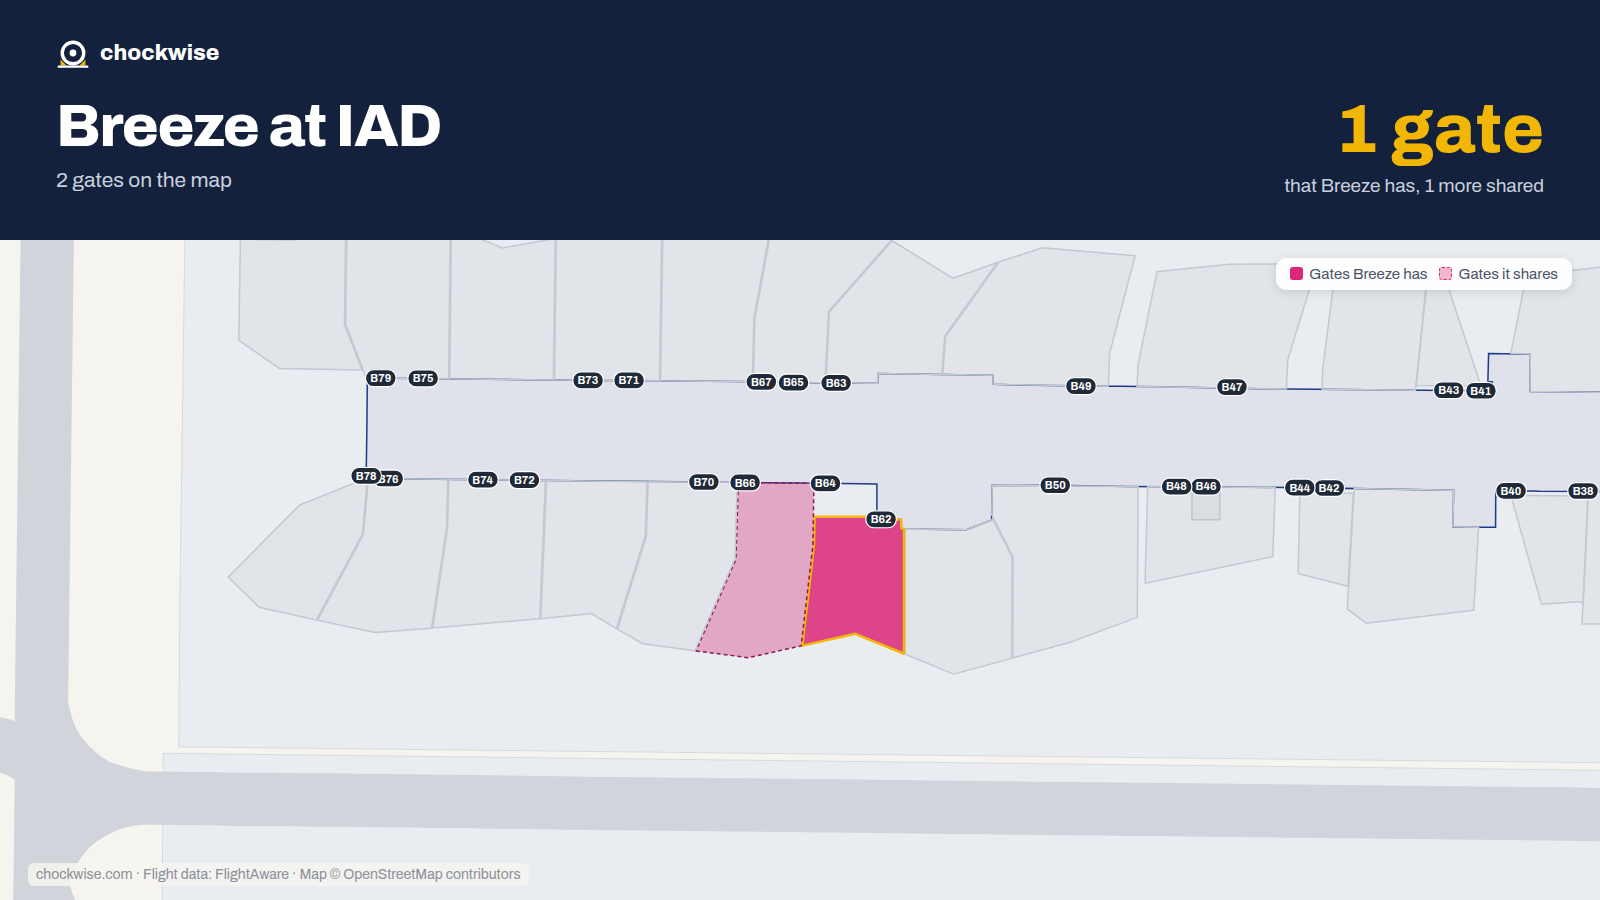 chockwise
Breeze at IAD
2 gates on the map
1 gate
that Breeze has, 1 more shared
Gates Breeze has
Gates it shares
B79 B75 B73 B71 B67 B65 B63 B49 B47 B43 B41
B78 B76 B74 B72 B70 B66 B64 B62 B50 B48 B46 B44 B42 B40 B38
chockwise.com · Flight data: FlightAware · Map © OpenStreetMap contributors